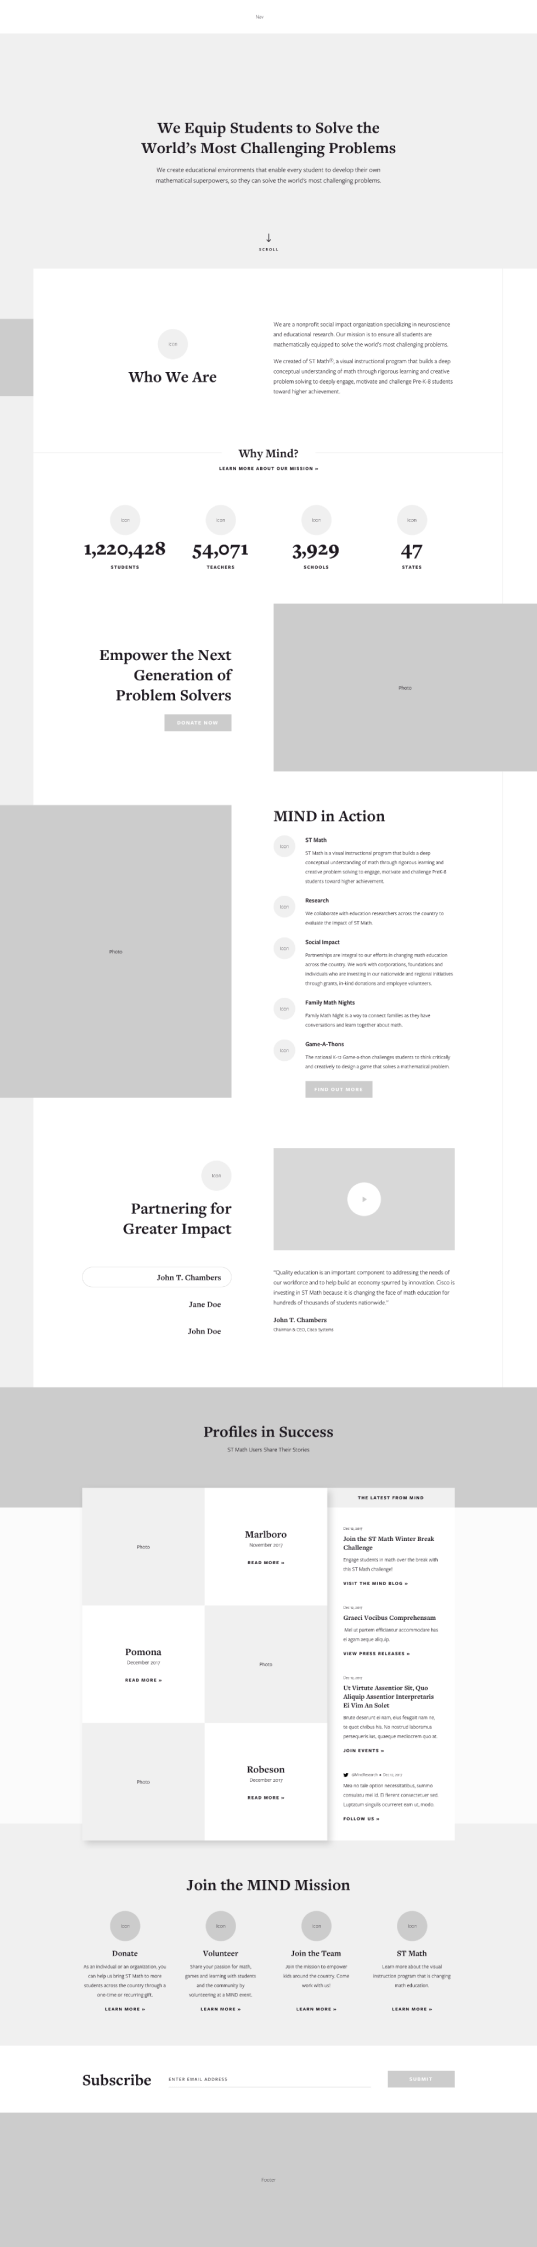 Nav
We Equip Students to Solve the
World's Most Challenging Problems
We create educational environments that enable every student to develop their own
mathematical superpowers, so they can solve the world's most challenging problems.
↓
SCROLL
Icon
Who We Are
We are a nonprofit social impact organization specializing in neuroscience
and educational research. Our mission is to ensure all students are
mathematically equipped to solve the world's most challenging problems.
We created of ST Math®, a visual instructional program that builds a deep
conceptual understanding of math through rigorous learning and creative
problem solving to deeply engage, motivate and challenge Pre-K-8 students
toward higher achievement.
Why Mind?
LEARN MORE ABOUT OUR MISSION »
Icon
Icon
Icon
Icon
1,220,428
54,071
3,929
47
STUDENTS
TEACHERS
SCHOOLS
STATES
Empower the Next
Generation of
Problem Solvers
DONATE NOW
Photo
Photo
MIND in Action
Icon
ST Math
ST Math is a visual instructional program that builds a deep
conceptual understanding of math through rigorous learning and
creative problem solving to engage, motivate and challenge PreK-8
students toward higher achievement.
Icon
Research
We collaborate with education researchers across the country to
evaluate the impact of ST Math.
Icon
Social Impact
Partnerships are integral to our efforts in changing math education
across the country. We work with corporations, foundations and
individuals who are investing in our nationwide and regional initiatives
through grants, in-kind donations and employee volunteers.
Icon
Family Math Nights
Family Math Night is a way to connect families as they have
conversations and learn together about math.
Icon
Game-A-Thons
The national K-12 Game-a-thon challenges students to think critically
and creatively to design a game that solves a mathematical problem.
FIND OUT MORE
Icon
Partnering for
Greater Impact
John T. Chambers
Jane Doe
John Doe
"Quality education is an important component to addressing the needs of
our workforce and to help build an economy spurred by innovation. Cisco is
investing in ST Math because it is changing the face of math education for
hundreds of thousands of students nationwide."
John T. Chambers
Chairman & CEO, Cisco Systems
Profiles in Success
ST Math Users Share Their Stories
Photo
Marlboro
November 2017
READ MORE »
Pomona
December 2017
READ MORE »
Photo
Photo
Robeson
December 2017
READ MORE »
THE LATEST FROM MIND
Dec 12, 2017
Join the ST Math Winter Break
Challenge
Engage students in math over the break with
this ST Math challenge!
VISIT THE MIND BLOG »
Dec 12, 2017
Graeci Vocibus Comprehensam
Mel ut partem efficiantur accommodare has
ei agam aeque aliquip.
VIEW PRESS RELEASES »
Dec 12, 2017
Ut Virtute Assentior Sit, Quo
Aliquip Assentior Interpretaris
Ei Vim An Solet
Brute deserunt ei eam, eius feugait nam ne,
te quot civibus his. No nostrud laboramus
persequeris ius, quaeque mediocrem quo at.
JOIN EVENTS »
@MindResearch • Dec 12, 2017
Mea no tale option necessitatibus, summo
consulatu mei id. Et fierent consectetuer sed.
Luptatum singulis ocurreret eam ut, modo.
FOLLOW US »
Join the MIND Mission
Icon
Icon
Icon
Icon
Donate
As an individual or an organization, you
can help us bring ST Math to more
students across the country through a
one-time or recurring gift.
LEARN MORE »
Volunteer
Share your passion for math,
games and learning with students
and the community by
volunteering at a MIND event.
LEARN MORE »
Join the Team
Join the mission to empower
kids around the country. Come
work with us!
LEARN MORE »
ST Math
Learn more about the visual
instruction program that is changing
math education.
LEARN MORE »
Subscribe
ENTER EMAIL ADDRESS
SUBMIT
Footer